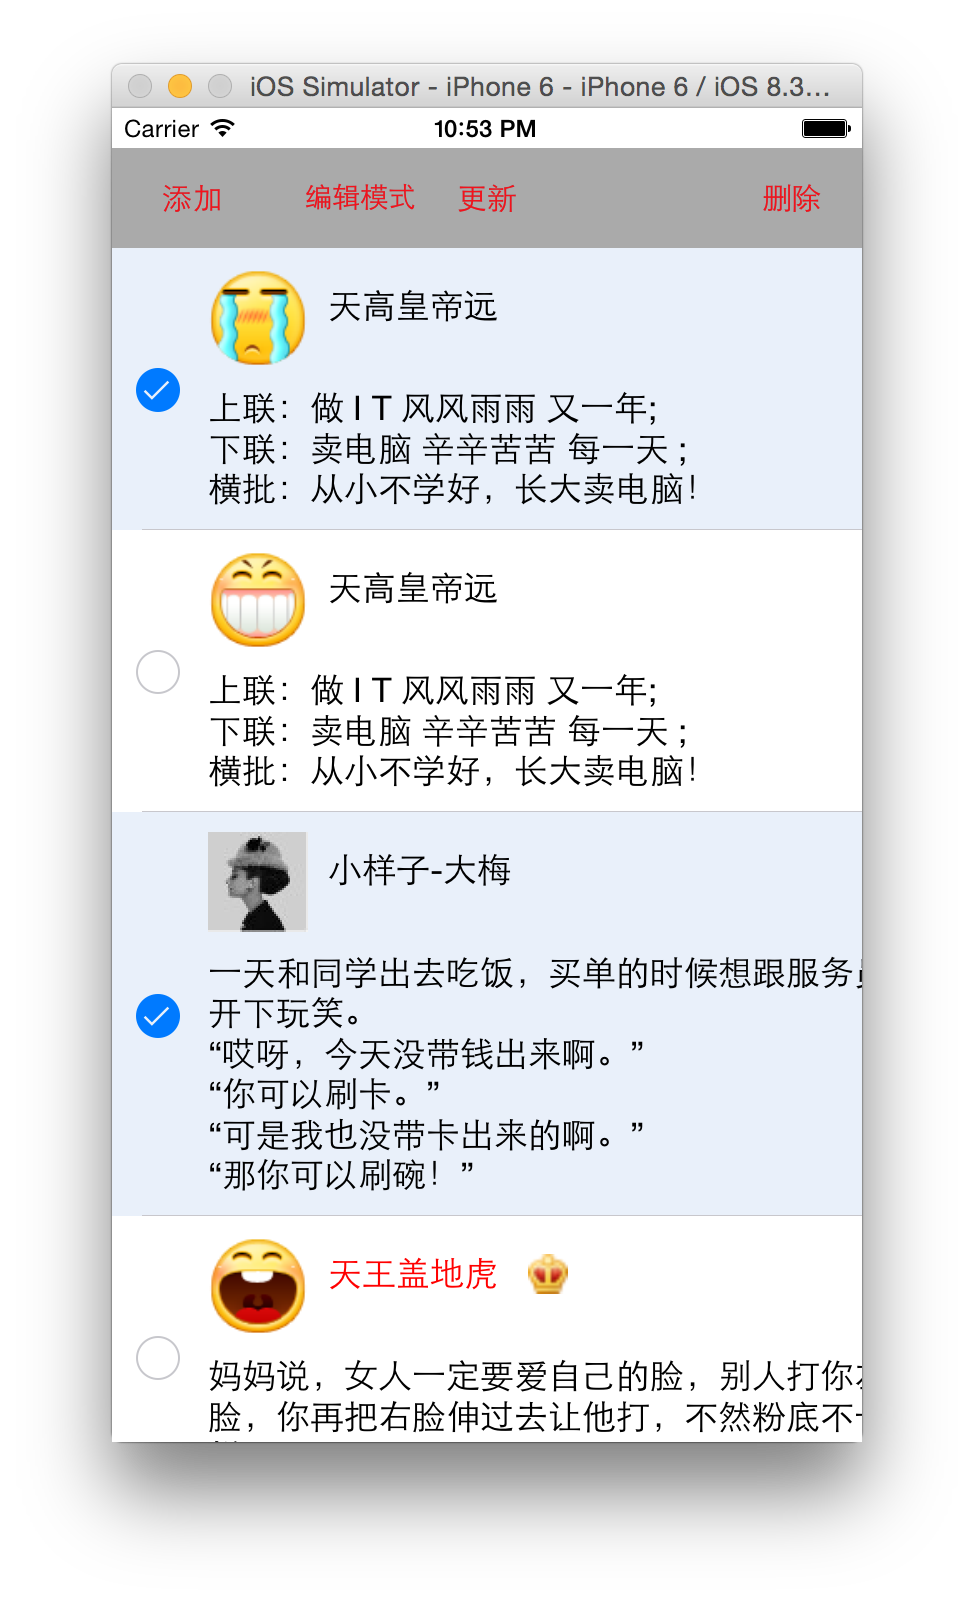 iOS Simulator - iPhone 6 - iPhone 6 / iOS 8.3...
Carrier 10:53 PM
添加 编辑模式 更新 删除
天高皇帝远
上联：做 I T 风风雨雨 又一年;
下联：卖电脑 辛辛苦苦 每一天 ;
横批：从小不学好，长大卖电脑！
天高皇帝远
上联：做 I T 风风雨雨 又一年;
下联：卖电脑 辛辛苦苦 每一天 ;
横批：从小不学好，长大卖电脑！
小样子-大梅
一天和同学出去吃饭，买单的时候想跟服务
开下玩笑。
“哎呀，今天没带钱出来啊。”
“你可以刷卡。”
“可是我也没带卡出来的啊。”
“那你可以刷碗！”
天王盖地虎
妈妈说，女人一定要爱自己的脸，别人打你
脸，你再把右脸伸过去让他打，不然粉底不